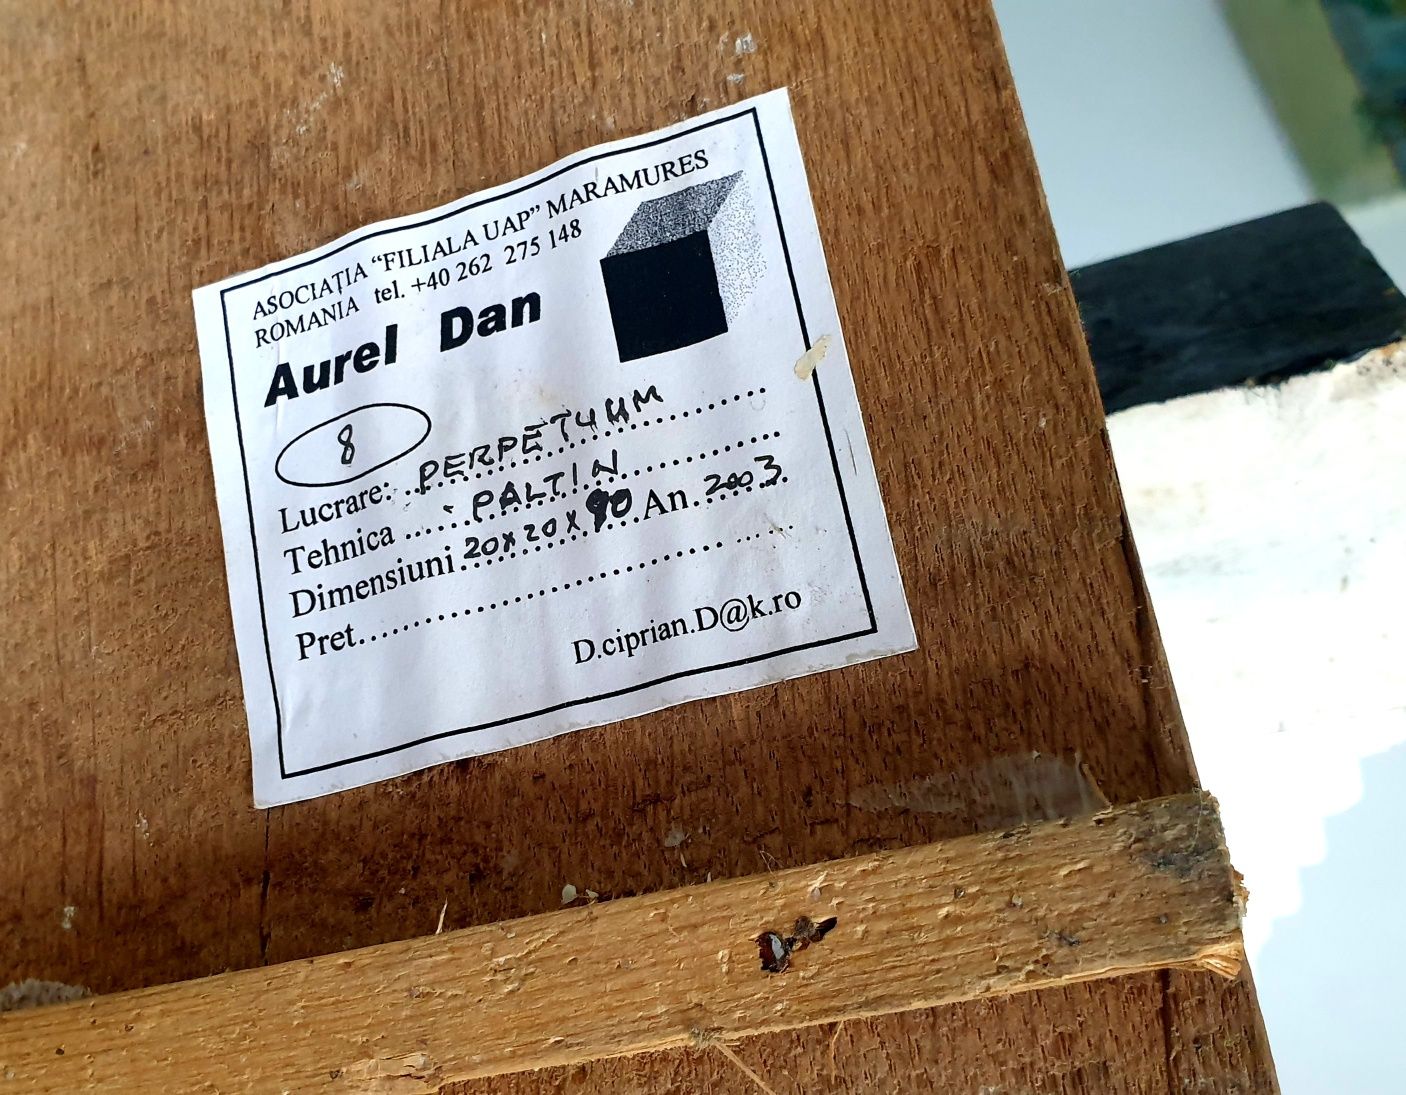 ASOCIAŢIA “FILIALA UAP” MARAMURES
ROMANIA tel. +40 262 275 148
Aurel Dan
8
Lucrare: PERPETUUM
Tehnica ..... PALTIN
Dimensiuni 20x20x90 An. 2003
Pret...............................
D.ciprian.D@k.ro